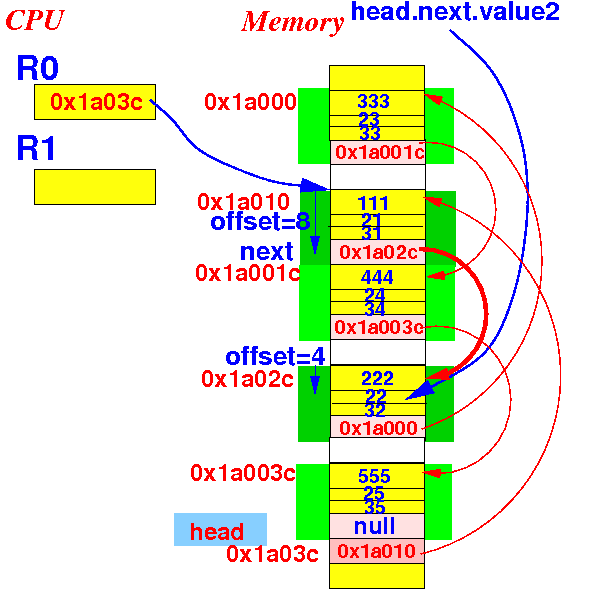 CPU
Memory
head.next.value2
R0
0x1a03c
R1
0x1a000
333
23
33
0x1a001c
0x1a010
111
offset=8
21
31
next
0x1a02c
0x1a001c
444
24
34
0x1a003c
offset=4
0x1a02c
222
22
32
0x1a000
0x1a003c
555
25
35
head
null
0x1a03c
0x1a010